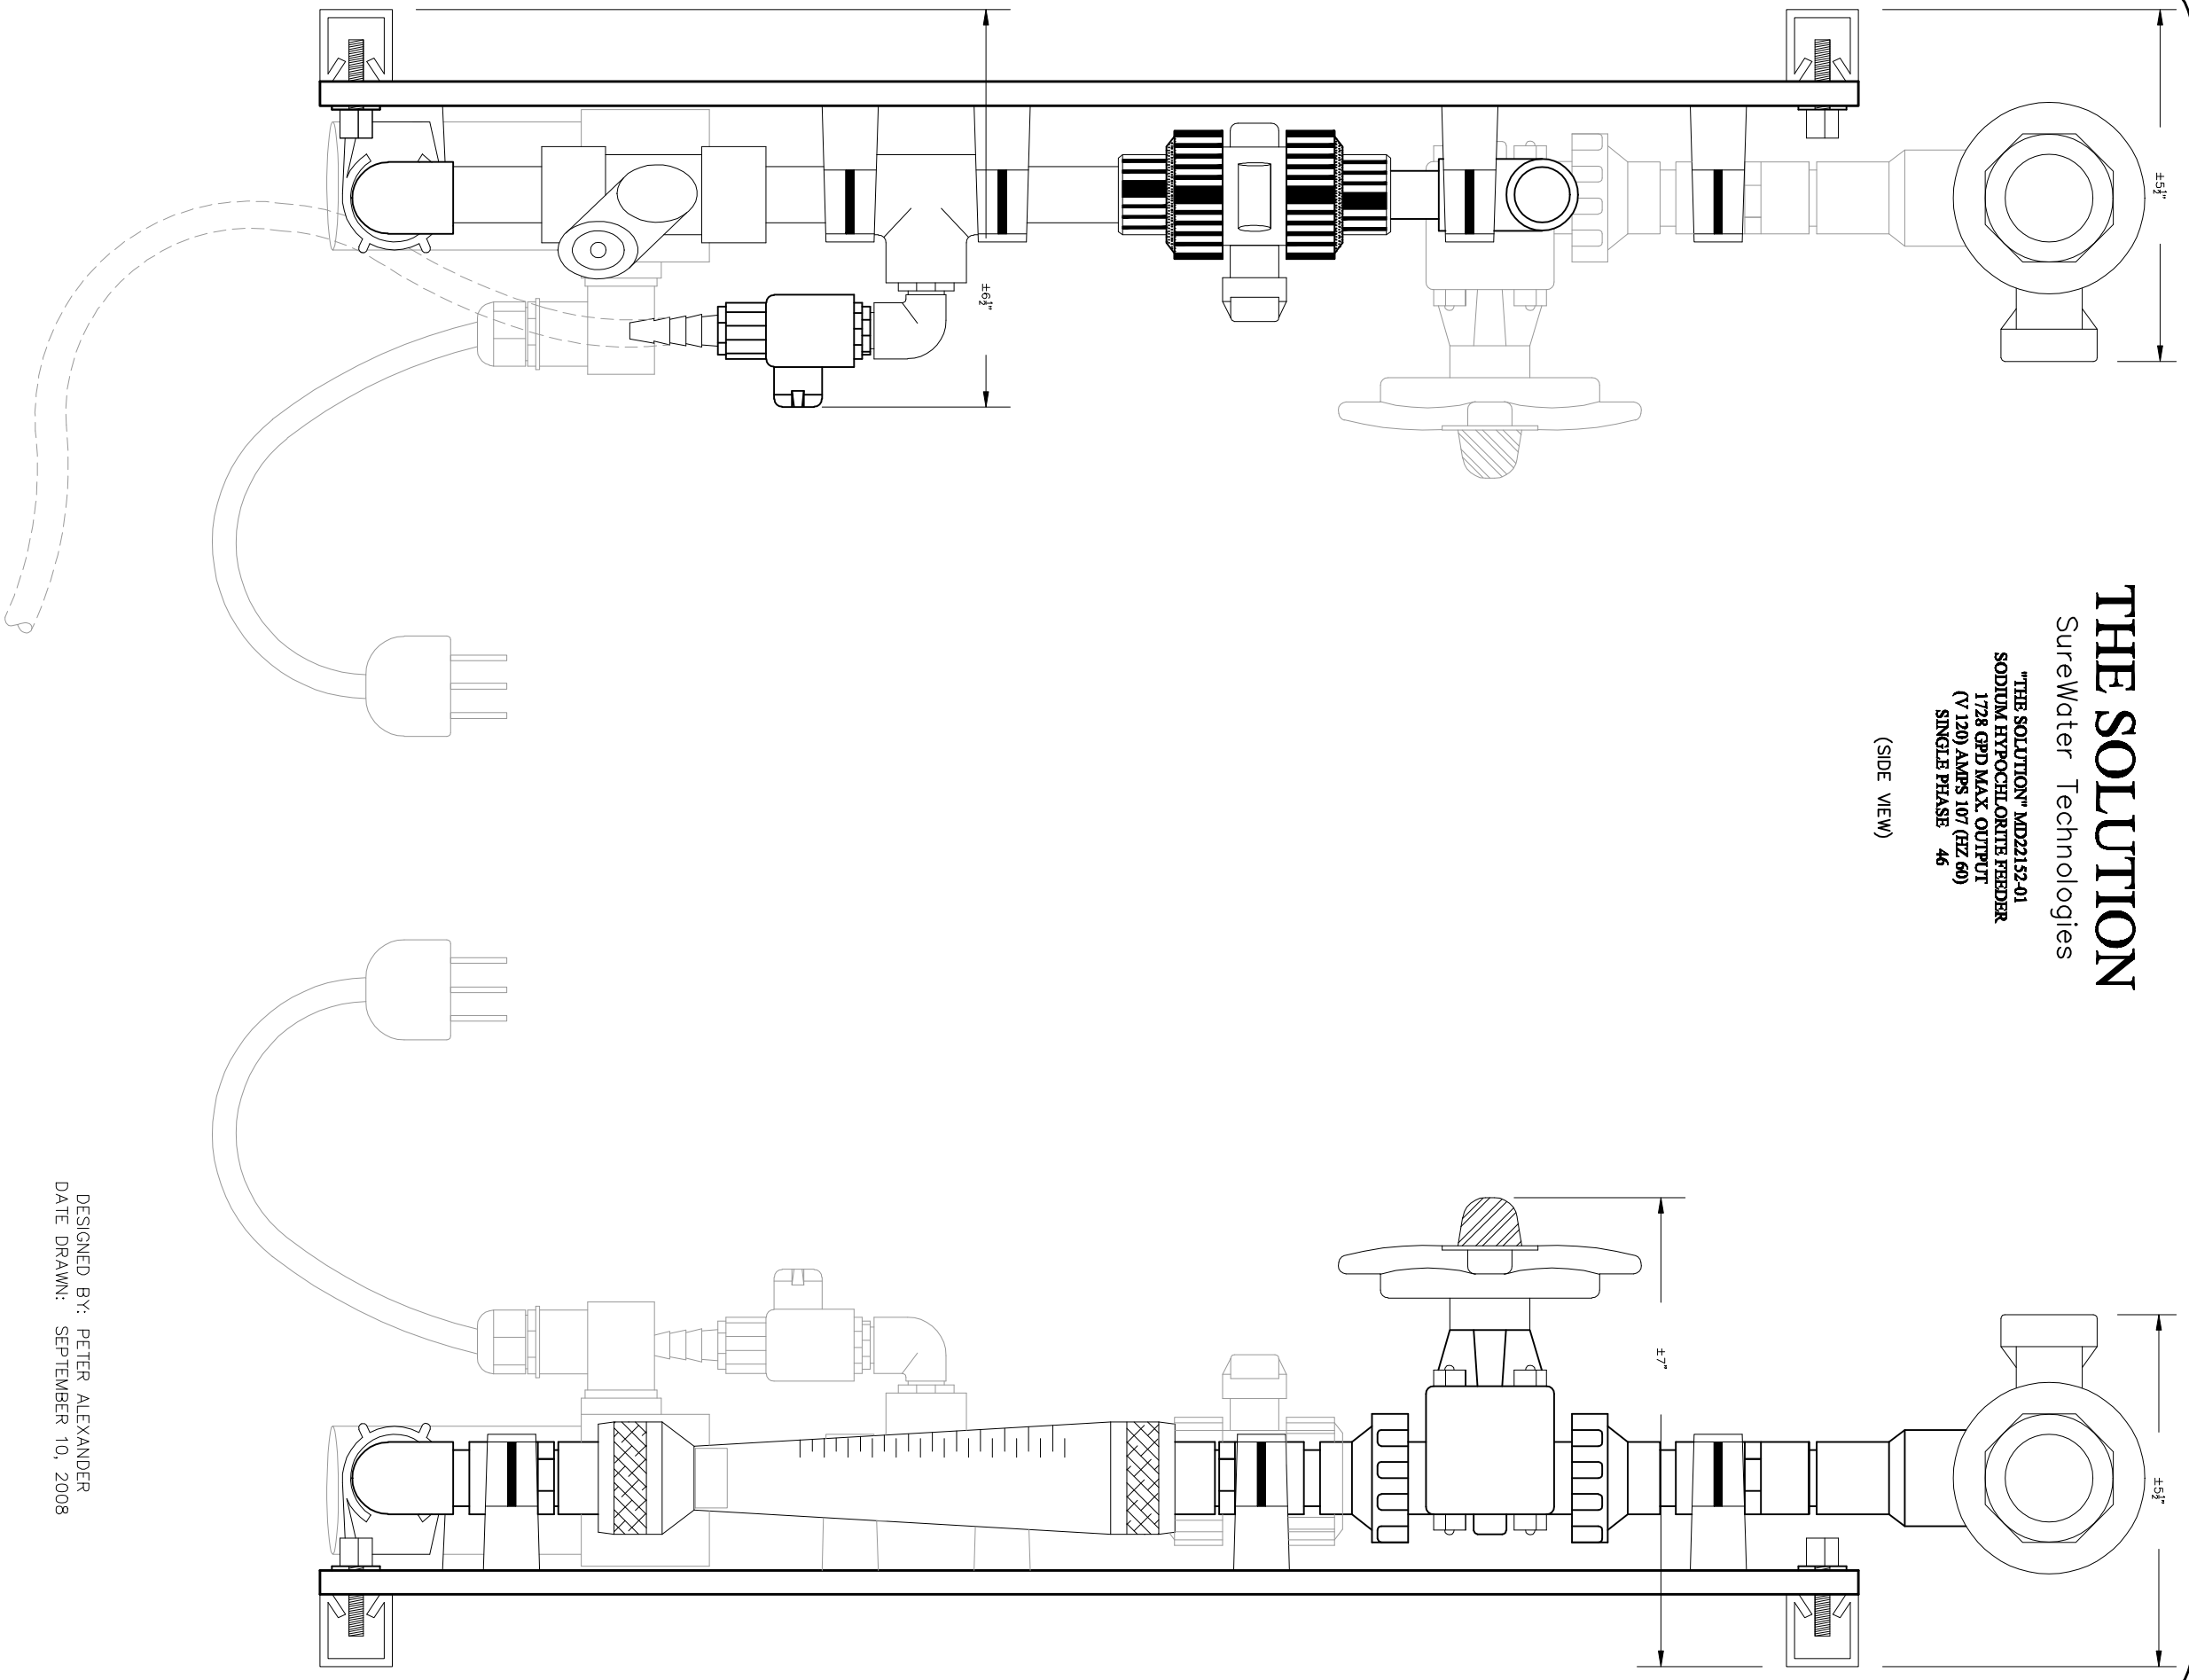 THE SOLUTION
SureWater Technologies
"THE SOLUTION" MD22152-01
SODIUM HYPOCHLORITE FEEDER
1728 GPD MAX. OUTPUT
(V 120) AMPS 107 (HZ 60)
SINGLE PHASE 46
(SIDE VIEW)
±5½"
±6½"
±7"
±5½"
DESIGNED BY: PETER ALEXANDER
DATE DRAWN: SEPTEMBER 10, 2008